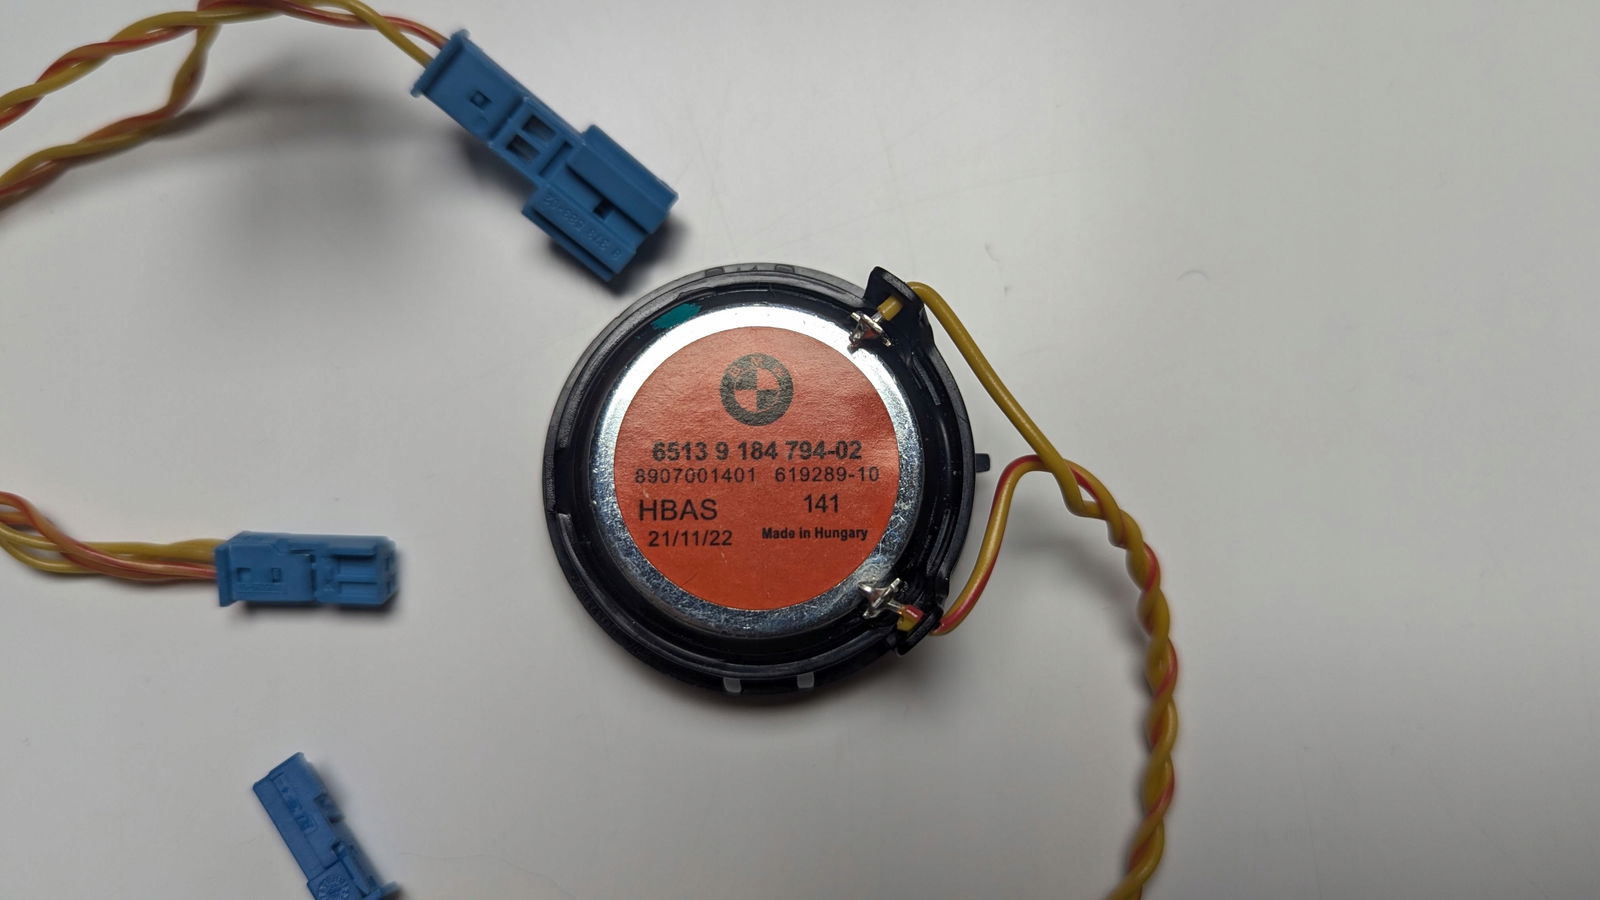 6513 9 184 794-02
8907001401 619289-10
HBAS 141
21/11/22 Made in Hungary